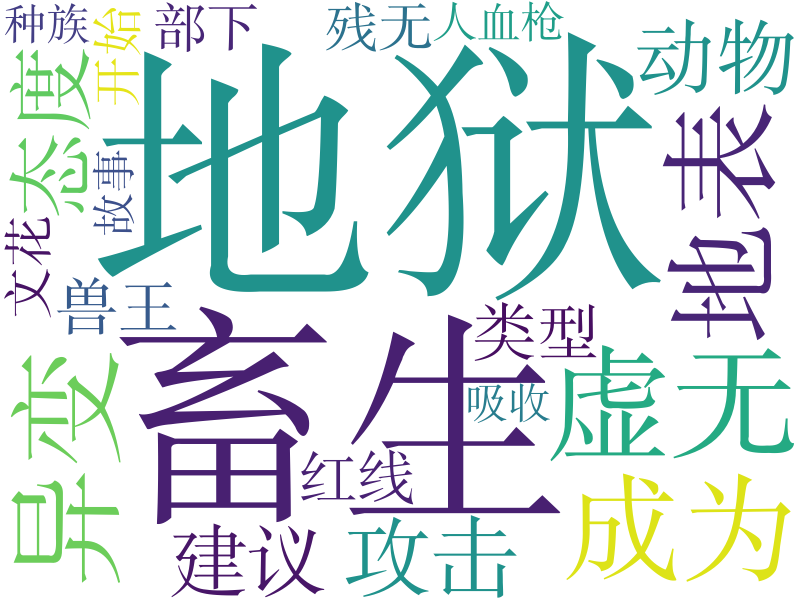 种族
开始
部下
残无
人血枪
动物
态度
地狱
地表
故事
文花
兽王
类型
畜生
异变
虚无
吸收
红线
成为
建议
攻击